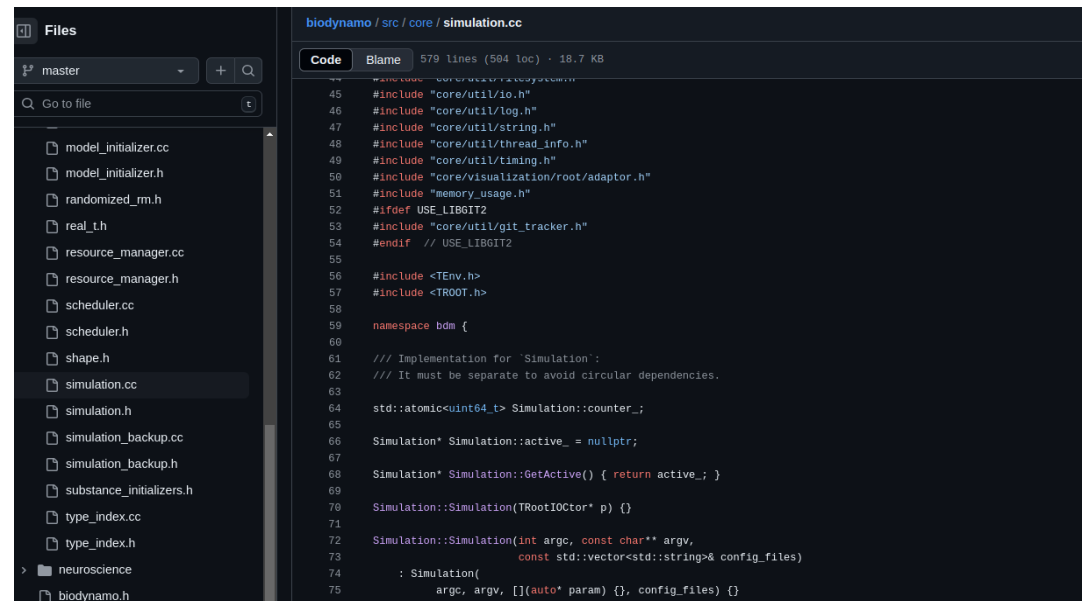 Files
master
Go to file
t
model_initializer.cc
model_initializer.h
randomized_rm.h
real_t.h
resource_manager.cc
resource_manager.h
scheduler.cc
scheduler.h
shape.h
simulation.cc
simulation.h
simulation_backup.cc
simulation_backup.h
substance_initializers.h
type_index.cc
type_index.h
neuroscience
biodynamo.h
biodynamo / src / core / simulation.cc
Code Blame 579 lines (504 loc) · 18.7 KB
44 #include "core/util/filesystem.h"
45 #include "core/util/io.h"
46 #include "core/util/log.h"
47 #include "core/util/string.h"
48 #include "core/util/thread_info.h"
49 #include "core/util/timing.h"
50 #include "core/visualization/root/adaptor.h"
51 #include "memory_usage.h"
52 #ifdef USE_LIBGIT2
53 #include "core/util/git_tracker.h"
54 #endif  // USE_LIBGIT2
55
56 #include <TEnv.h>
57 #include <TROOT.h>
58
59 namespace bdm {
60
61 /// Implementation for `Simulation`:
62 /// It must be separate to avoid circular dependencies.
63
64 std::atomic<uint64_t> Simulation::counter_;
65
66 Simulation* Simulation::active_ = nullptr;
67
68 Simulation* Simulation::GetActive() { return active_; }
69
70 Simulation::Simulation(TRootIOCtor* p) {}
71
72 Simulation::Simulation(int argc, const char** argv,
73                        const std::vector<std::string>& config_files)
74     : Simulation(
75           argc, argv, [](auto* param) {}, config_files) {}